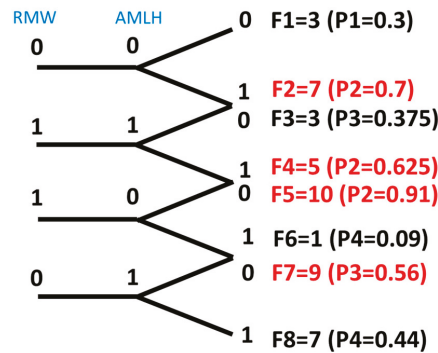 RMW AMLH
0 0 0 F1=3 (P1=0.3)
1 F2=7 (P2=0.7)
1 1 0 F3=3 (P3=0.375)
1 F4=5 (P2=0.625)
1 0 0 F5=10 (P2=0.91)
1 F6=1 (P4=0.09)
0 1 0 F7=9 (P3=0.56)
1 F8=7 (P4=0.44)